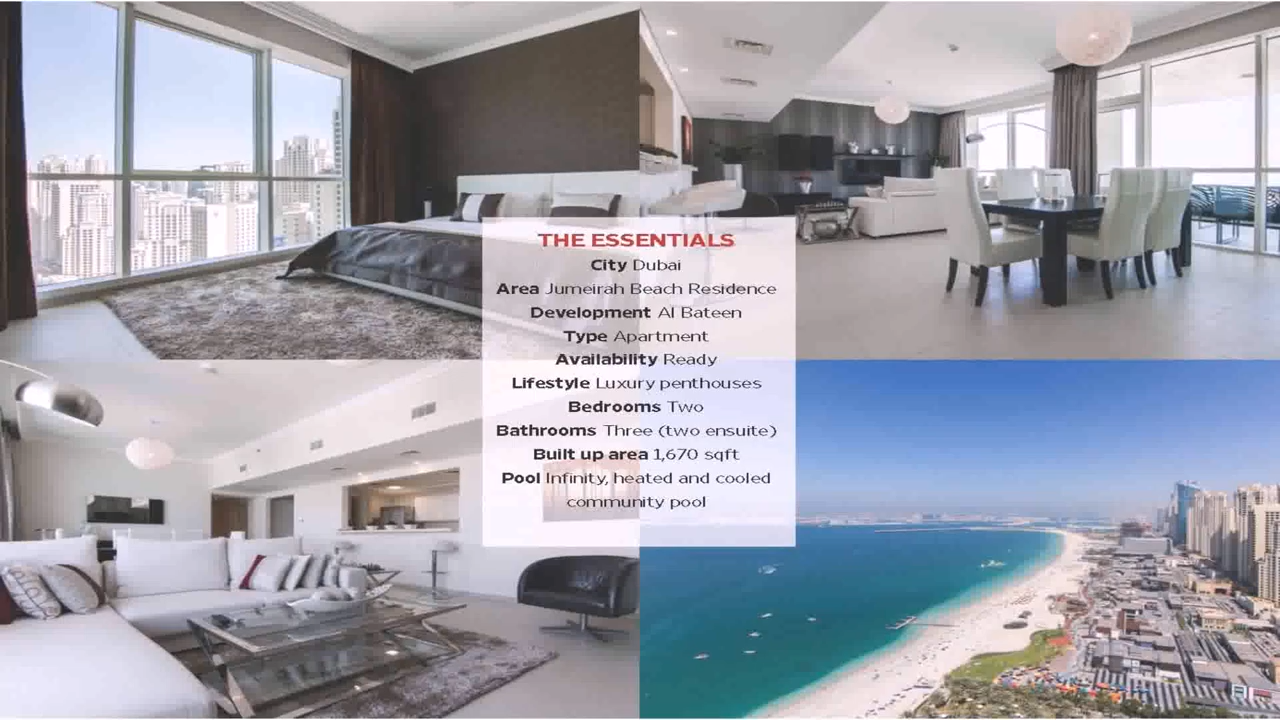 THE ESSENTIALS
City Dubai
Area Jumeirah Beach Residence
Development Al Bateen
Type Apartment
Availability Ready
Lifestyle Luxury penthouses
Bedrooms Two
Bathrooms Three (two ensuite)
Built up area 1,670 sqft
Pool Infinity, heated and cooled
community pool